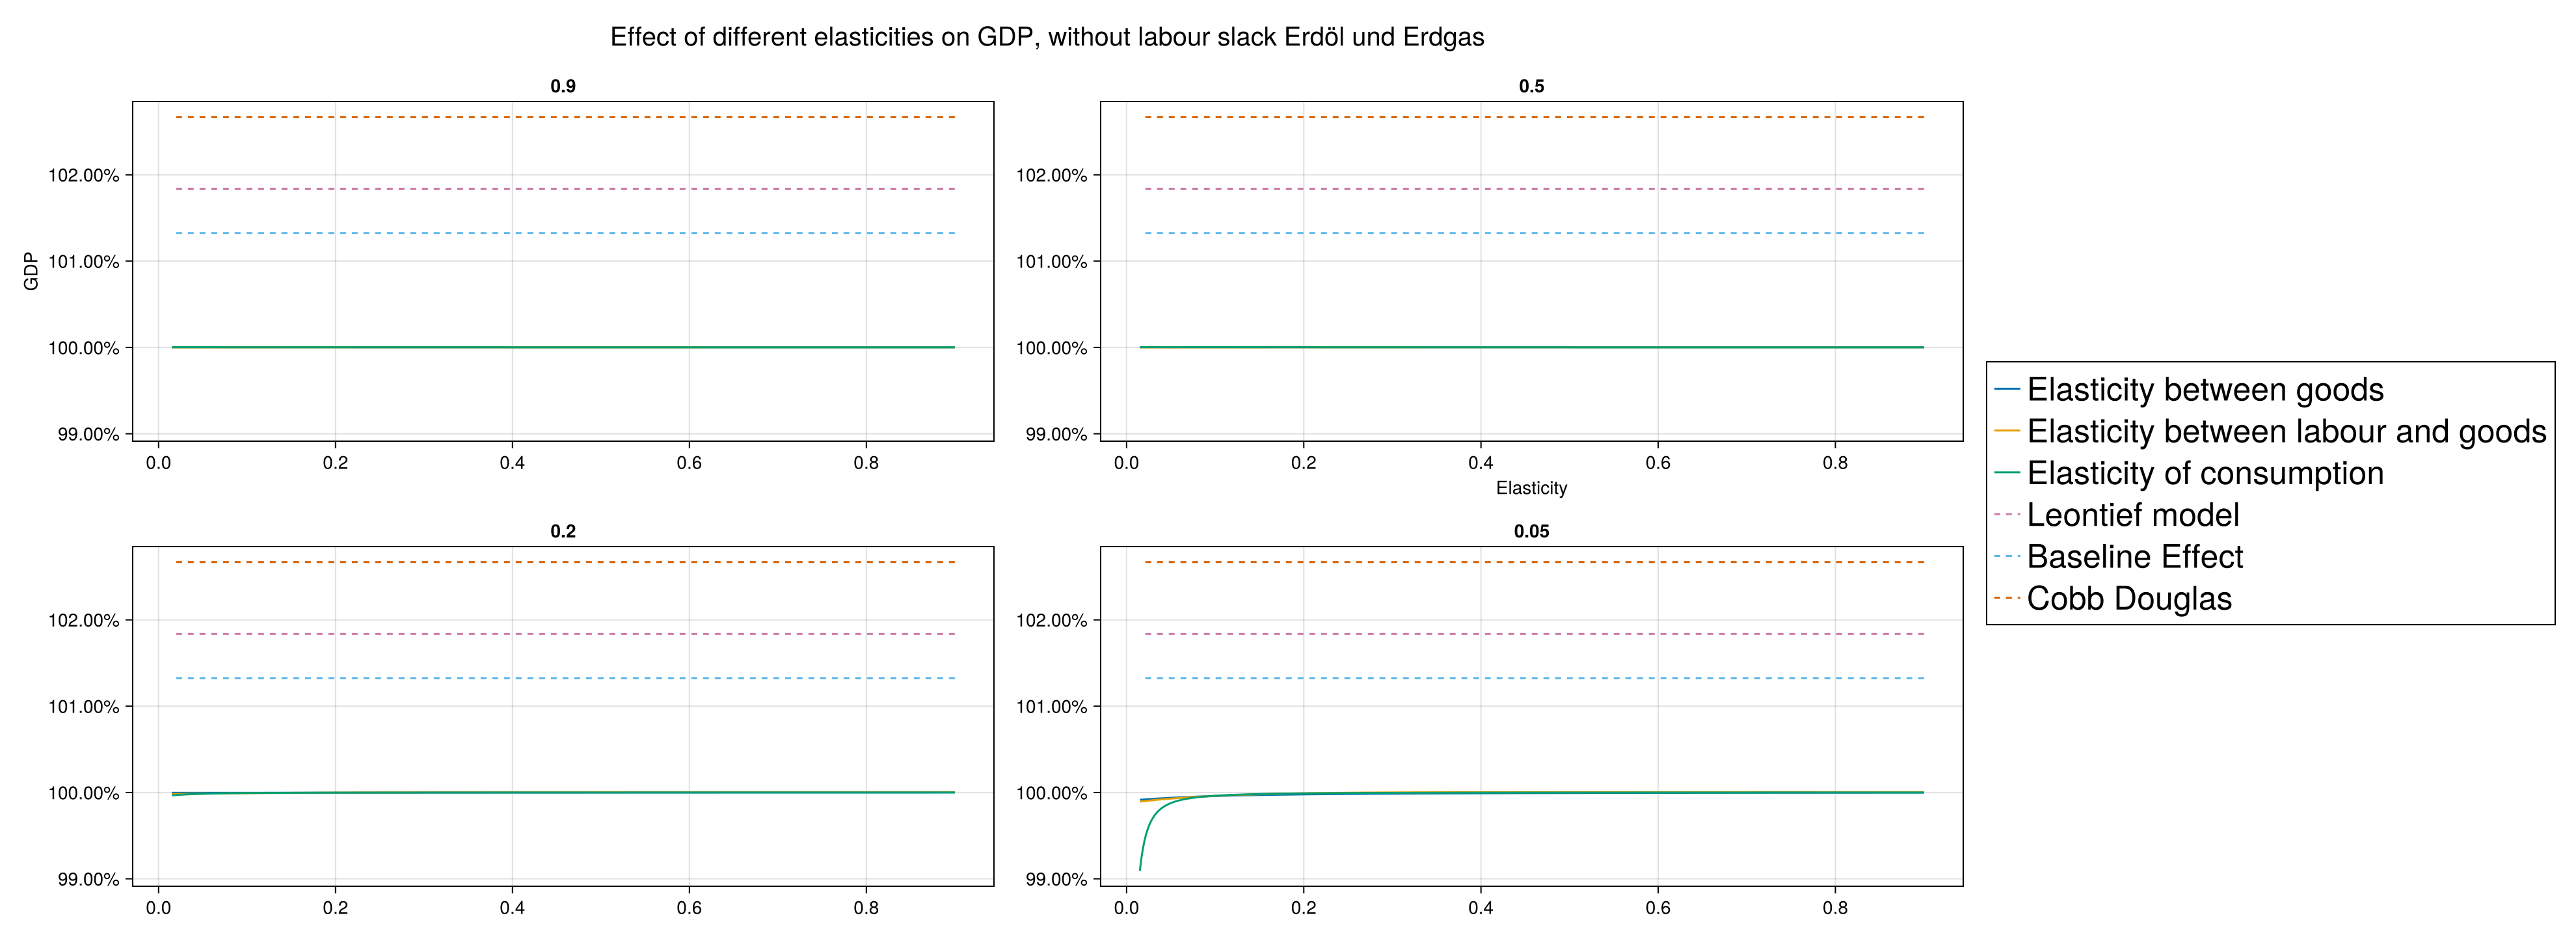 Effect of different elasticities on GDP, without labour slack Erdöl und Erdgas
0.9
102.00%
101.00%
100.00%
99.00%
GDP
0.0 0.2 0.4 0.6 0.8
0.5
102.00%
101.00%
100.00%
99.00%
0.0 0.2 0.4 0.6 0.8
Elasticity
0.2
102.00%
101.00%
100.00%
99.00%
0.0 0.2 0.4 0.6 0.8
0.05
102.00%
101.00%
100.00%
99.00%
0.0 0.2 0.4 0.6 0.8
Elasticity between goods
Elasticity between labour and goods
Elasticity of consumption
Leontief model
Baseline Effect
Cobb Douglas